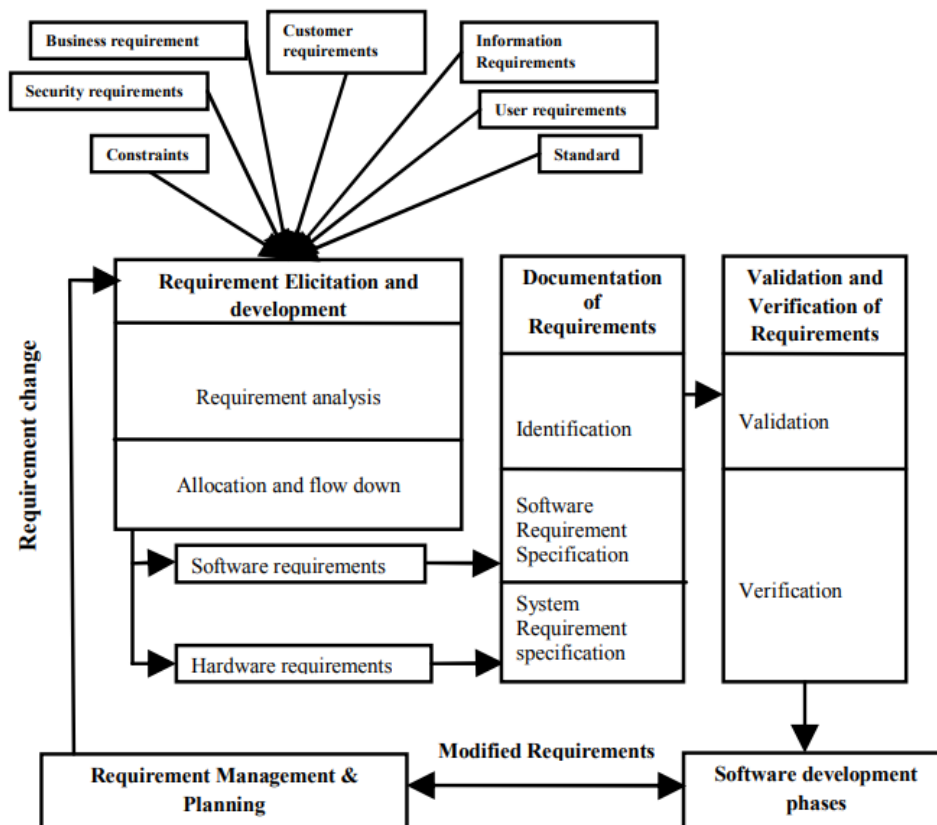 Business requirement
Customer
requirements
Information
Requirements
Security requirements
User requirements
Constraints
Standard
Requirement Elicitation and
development
Requirement analysis
Allocation and flow down
Software requirements
Hardware requirements
Documentation
of
Requirements
Identification
Software
Requirement
Specification
System
Requirement
specification
Validation and
Verification of
Requirements
Validation
Verification
Requirement change
Requirement Management &
Planning
Modified Requirements
Software development
phases